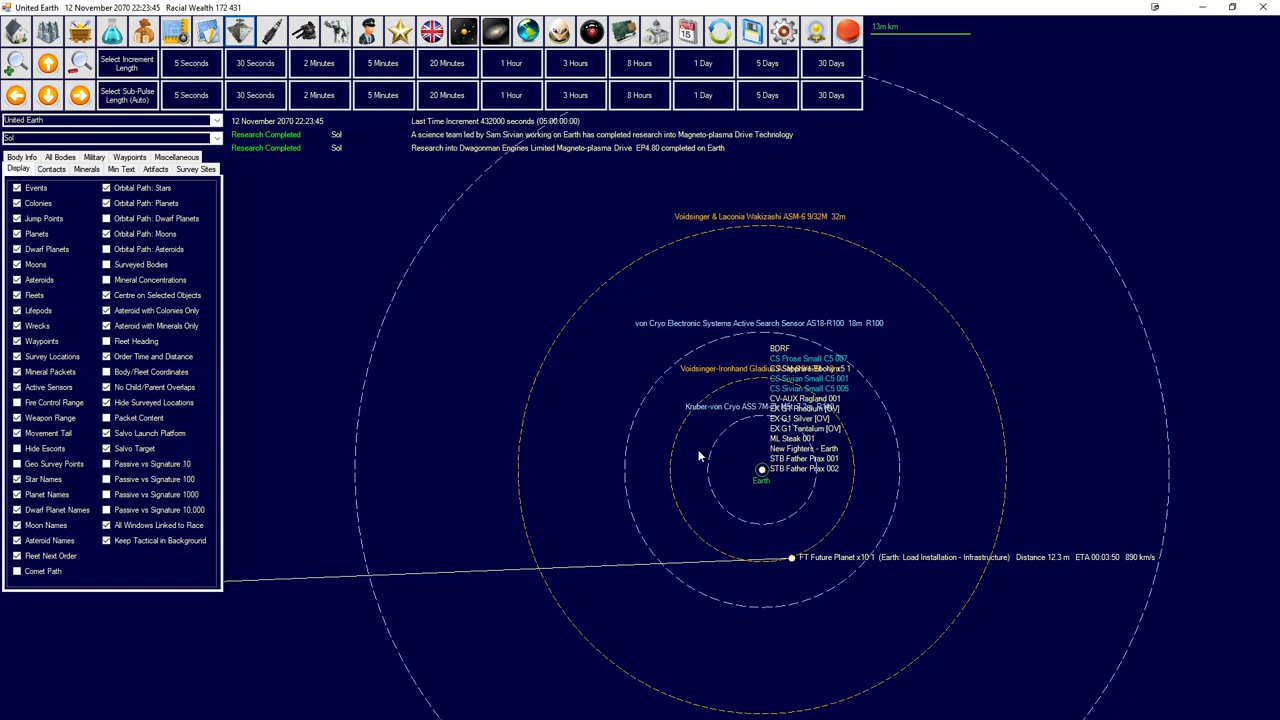 United Earth    12 November 2070 22:23:45    Racial Wealth 172 431
13m km
Select Increment Length
5 Seconds
30 Seconds
2 Minutes
5 Minutes
20 Minutes
1 Hour
3 Hours
8 Hours
1 Day
5 Days
30 Days
Select Sub-Pulse Length (Auto)
5 Seconds
30 Seconds
2 Minutes
5 Minutes
20 Minutes
1 Hour
3 Hours
8 Hours
1 Day
5 Days
30 Days
United Earth
Sol
12 November 2070 22:23:45    Last Time Increment 432000 seconds (05:00:00:00)
Research Completed    Sol    A science team led by Sam Sivian working on Earth has completed research into Magneto-plasma Drive Technology
Research Completed    Sol    Research into Dwagonman Engines Limited Magneto-plasma Drive  EP4.80 completed on Earth
Body Info    All Bodies    Military    Waypoints    Miscellaneous
Display    Contacts    Minerals    Min Text    Artifacts    Survey Sites
Events    Orbital Path: Stars
Colonies    Orbital Path: Planets
Jump Points    Orbital Path: Dwarf Planets
Planets    Orbital Path: Moons
Dwarf Planets    Orbital Path: Asteroids
Moons    Surveyed Bodies
Asteroids    Mineral Concentrations
Fleets    Centre on Selected Objects
Lifepods    Asteroid with Colonies Only
Wrecks    Asteroid with Minerals Only
Waypoints    Fleet Heading
Survey Locations    Order Time and Distance
Mineral Packets    Body/Fleet Coordinates
Active Sensors    No Child/Parent Overlaps
Fire Control Range    Hide Surveyed Locations
Weapon Range    Packet Content
Movement Tail    Salvo Launch Platform
Hide Escorts    Salvo Target
Geo Survey Points    Passive vs Signature 10
Star Names    Passive vs Signature 100
Planet Names    Passive vs Signature 1000
Dwarf Planet Names    Passive vs Signature 10,000
Moon Names    All Windows Linked to Race
Asteroid Names    Keep Tactical in Background
Fleet Next Order
Comet Path
Voidsinger & Laconia Wakizashi ASM-6 9/32M  32m
von Cryo Electronic Systems Active Search Sensor AS18-R100  18m  R100
BDRF
CS Prose Small C5 007
Voidsinger-Ironhand
CS Sivian Small C5 001
CS Sivian Small C5 005
CV-AUX Ragland 001
Kruber-von Cryo ASS
EX G1 Rhodium [OV]
EX G1 Silver [OV]
EX G1 Tantalum [OV]
ML Steak 001
New Fighters - Earth
STB Father Prax 001
STB Father Prax 002
Earth
FT Future Planet x10 1  (Earth: Load Installation - Infrastructure)  Distance 12.3 m  ETA 00:03:50  890 km/s